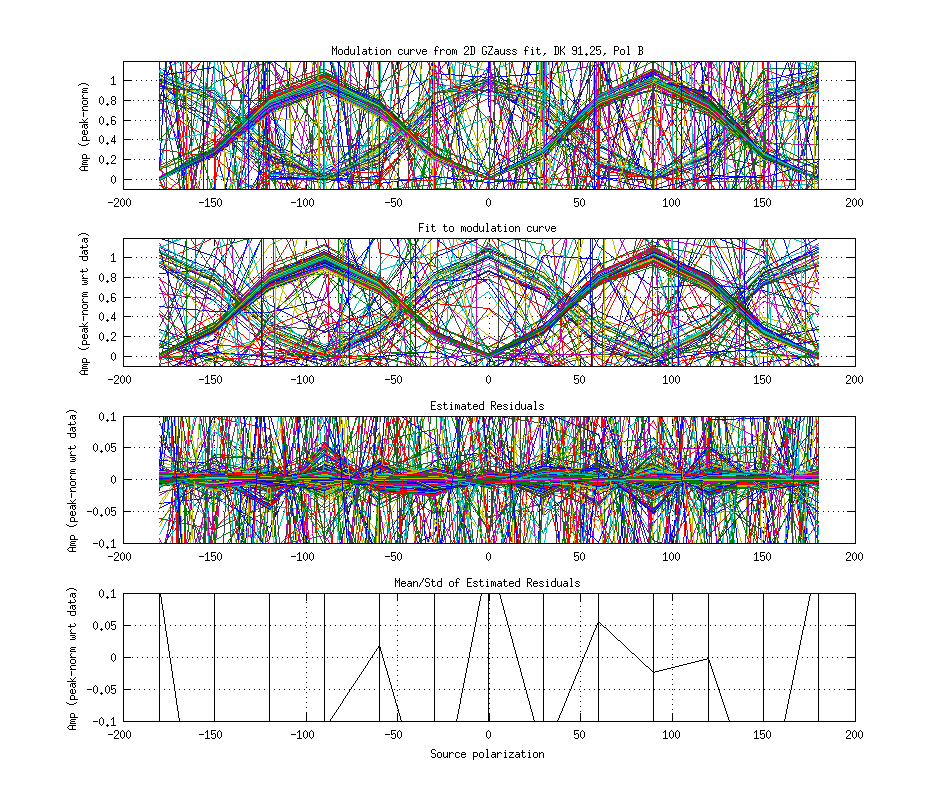 Modulation curve from 2D GZauss fit, DK 91.25, Pol B
Amp (peak-norm)
1
0.8
0.6
0.4
0.2
0
-200 -150 -100 -50 0 50 100 150 200
Fit to modulation curve
Amp (peak-norm wrt data)
1
0.8
0.6
0.4
0.2
0
-200 -150 -100 -50 0 50 100 150 200
Estimated Residuals
Amp (peak-norm wrt data)
0.1
0.05
0
-0.05
-0.1
-200 -150 -100 -50 0 50 100 150 200
Mean/Std of Estimated Residuals
Amp (peak-norm wrt data)
0.1
0.05
0
-0.05
-0.1
-200 -150 -100 -50 0 50 100 150 200
Source polarization